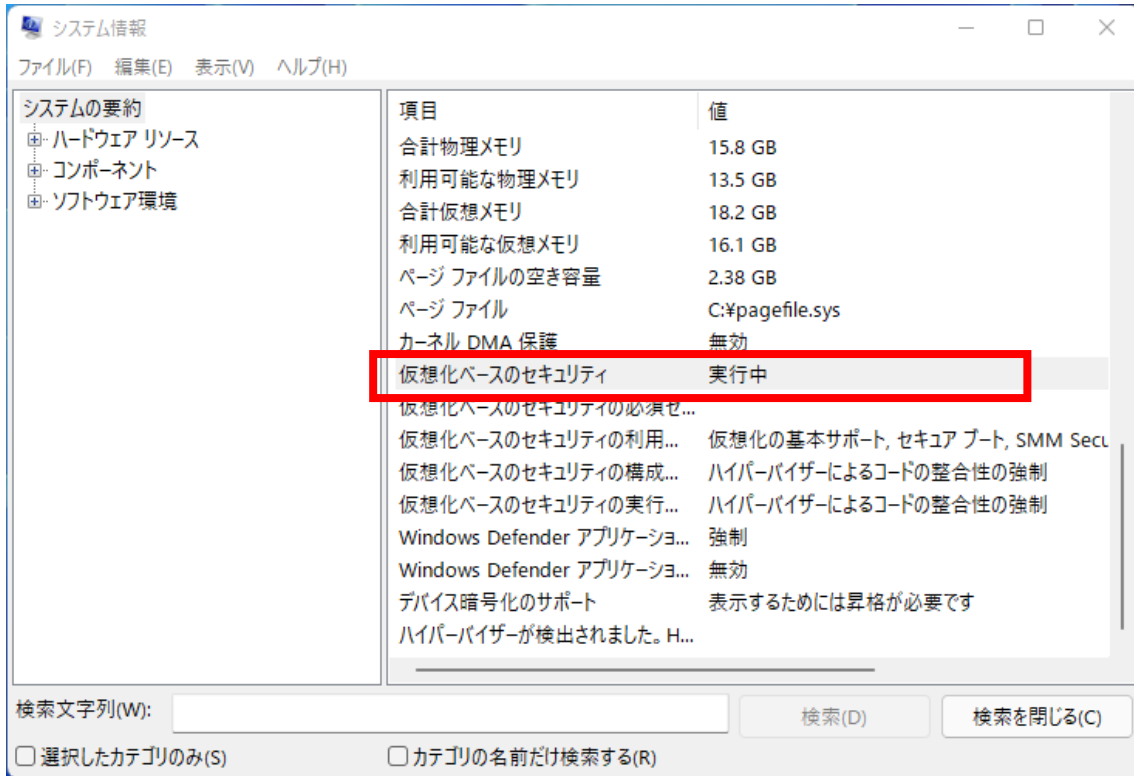 システム情報
ファイル(F) 編集(E) 表示(V) ヘルプ(H)
システムの要約
ハードウェア リソース
コンポーネント
ソフトウェア環境
項目 値
合計物理メモリ 15.8 GB
利用可能な物理メモリ 13.5 GB
合計仮想メモリ 18.2 GB
利用可能な仮想メモリ 16.1 GB
ページ ファイルの空き容量 2.38 GB
ページ ファイル C:¥pagefile.sys
カーネル DMA 保護 無効
仮想化ベースのセキュリティ 実行中
仮想化ベースのセキュリティの必須セ...
仮想化ベースのセキュリティの利用... 仮想化の基本サポート, セキュア ブート, SMM Secu
仮想化ベースのセキュリティの構成... ハイパーバイザーによるコードの整合性の強制
仮想化ベースのセキュリティの実行... ハイパーバイザーによるコードの整合性の強制
Windows Defender アプリケーショ... 強制
Windows Defender アプリケーショ... 無効
デバイス暗号化のサポート 表示するためには昇格が必要です
ハイパーバイザーが検出されました。H...
検索文字列(W): 検索(D) 検索を閉じる(C)
選択したカテゴリのみ(S) カテゴリの名前だけ検索する(R)